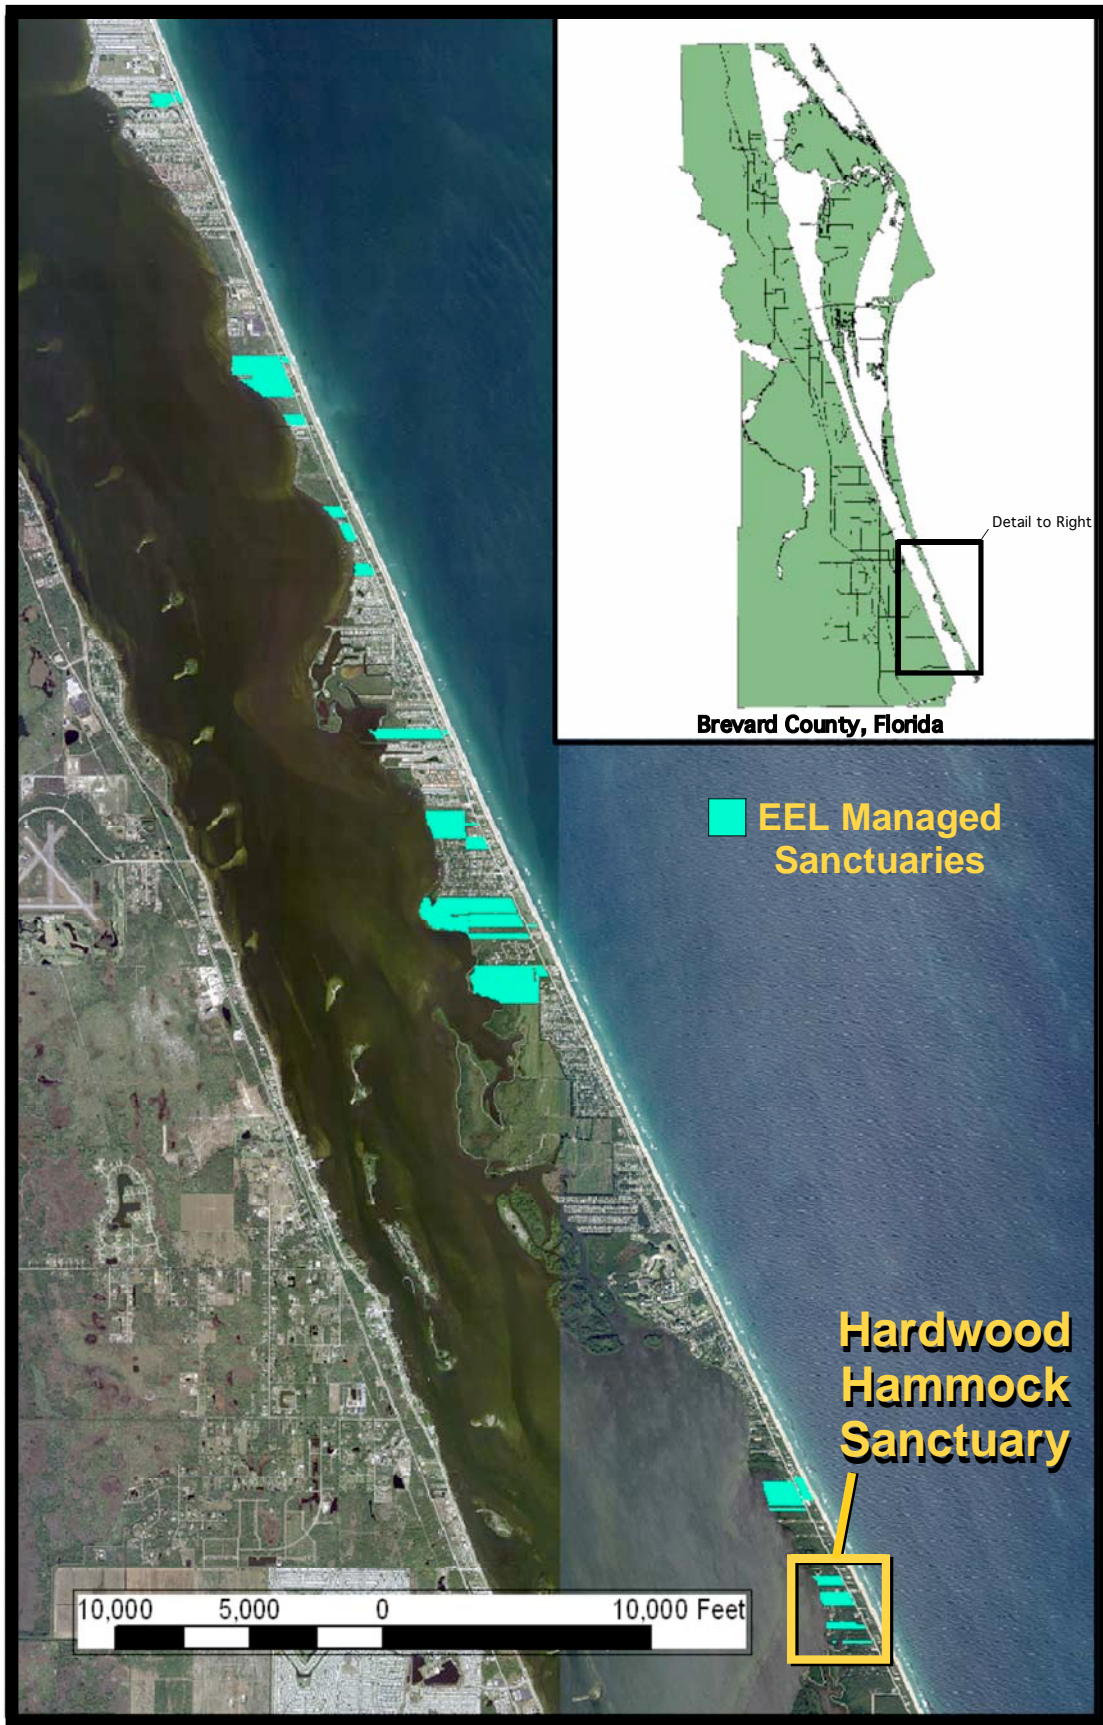 Detail to Right
Brevard County, Florida
EEL Managed
Sanctuaries
Hardwood
Hammock
Sanctuary
10,000 5,000 0 10,000 Feet